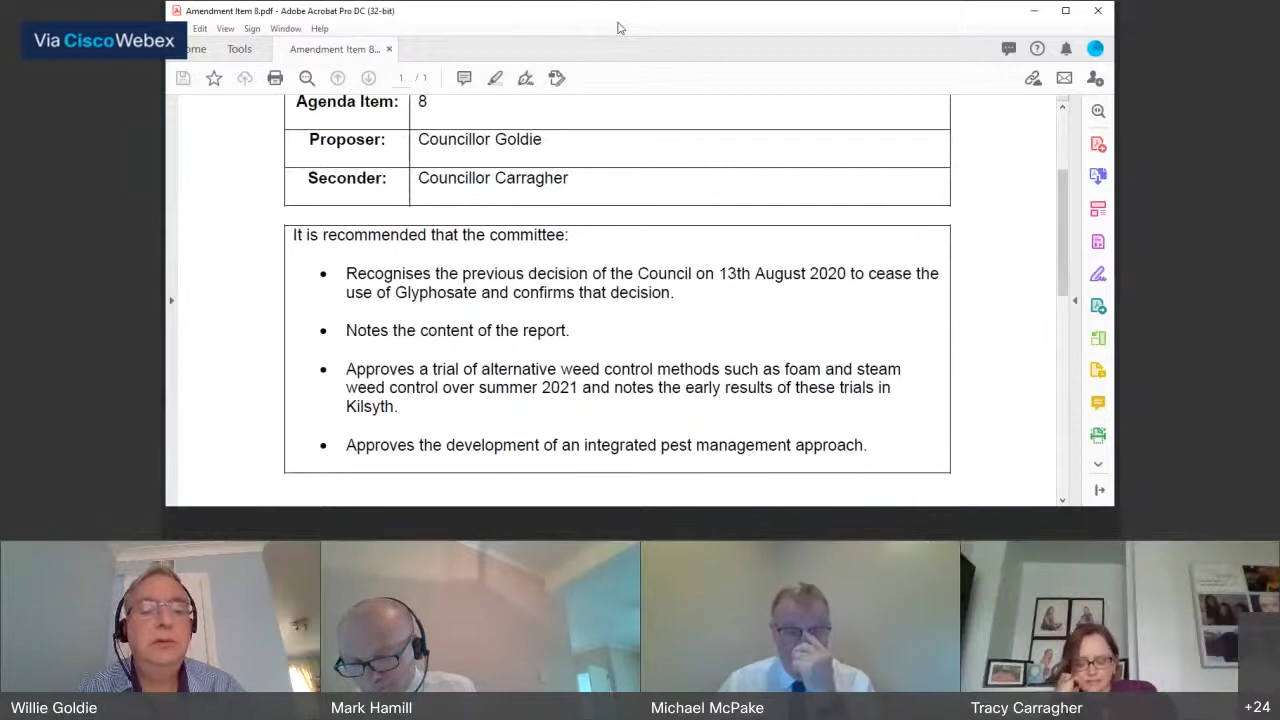 Amendment Item 8.pdf - Adobe Acrobat Pro DC (32-bit)
Edit View Sign Window Help
Via CiscoWebex
ome Tools Amendment Item 8... ×
1 / 1
Agenda Item: 8
Proposer: Councillor Goldie
Seconder: Councillor Carragher
It is recommended that the committee:
• Recognises the previous decision of the Council on 13th August 2020 to cease the
use of Glyphosate and confirms that decision.
• Notes the content of the report.
• Approves a trial of alternative weed control methods such as foam and steam
weed control over summer 2021 and notes the early results of these trials in
Kilsyth.
• Approves the development of an integrated pest management approach.
Willie Goldie
Mark Hamill
Michael McPake
Tracy Carragher
+24